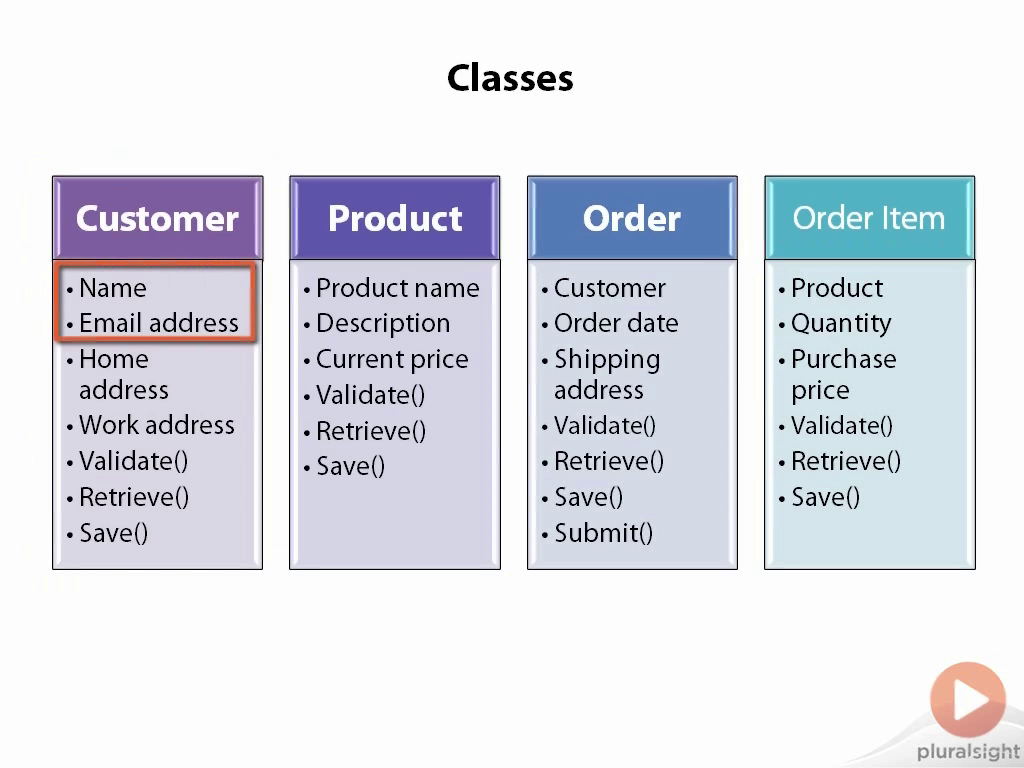 Classes
Customer
• Name
• Email address
• Home
address
• Work address
• Validate()
• Retrieve()
• Save()
Product
• Product name
• Description
• Current price
• Validate()
• Retrieve()
• Save()
Order
• Customer
• Order date
• Shipping
address
• Validate()
• Retrieve()
• Save()
• Submit()
Order Item
• Product
• Quantity
• Purchase
price
• Validate()
• Retrieve()
• Save()
pluralsight